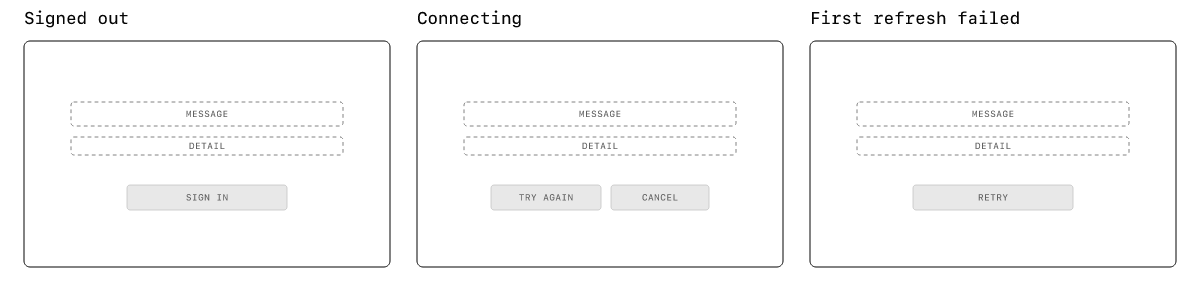 Signed out
MESSAGE
DETAIL
SIGN IN
Connecting
MESSAGE
DETAIL
TRY AGAIN
CANCEL
First refresh failed
MESSAGE
DETAIL
RETRY